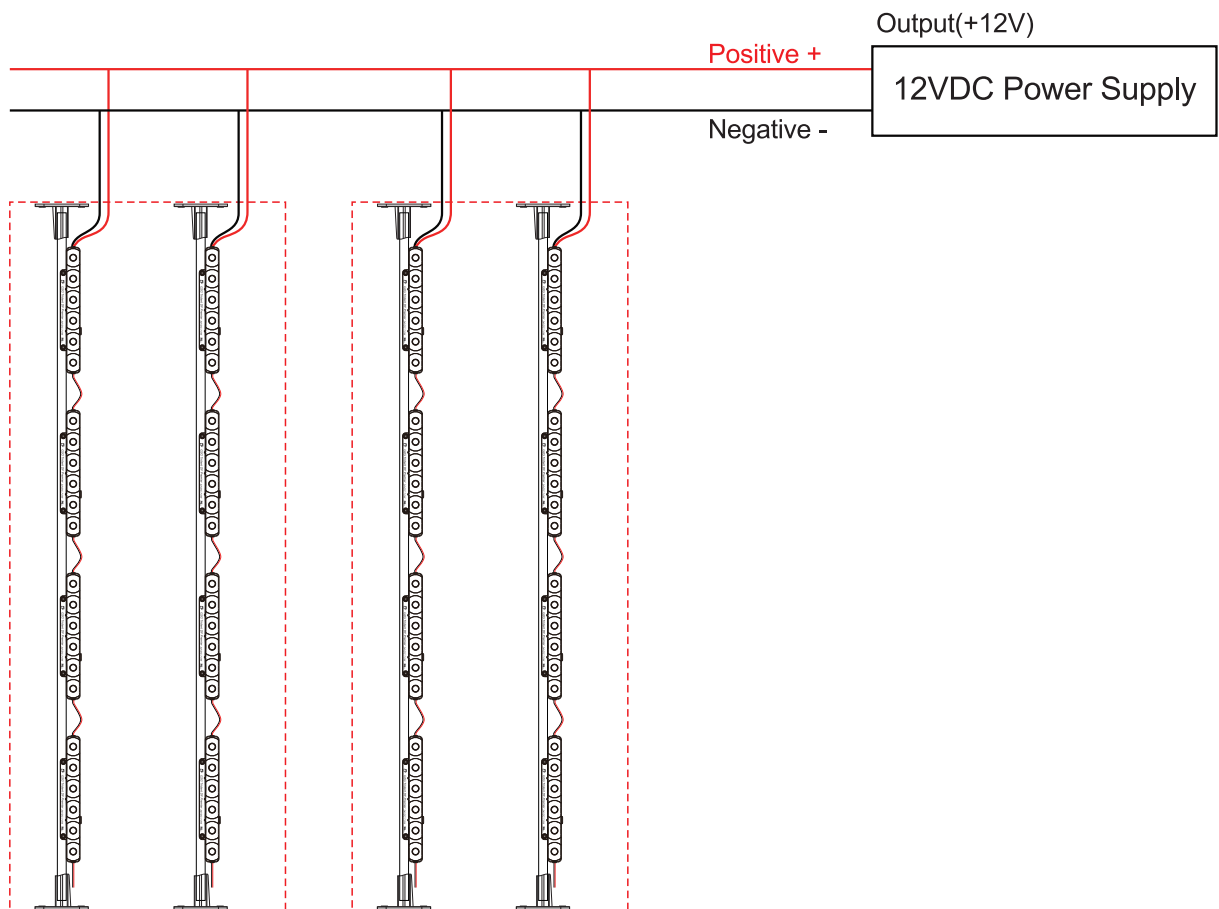 Output(+12V)
Positive +
12VDC Power Supply
Negative -